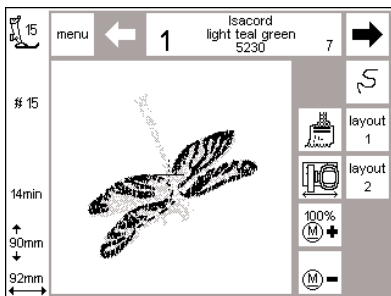 15
menu
1
Isacord
light teal green
5230
7
# 15
layout
1
layout
2
14min
100%
M +
90mm
92mm
M -